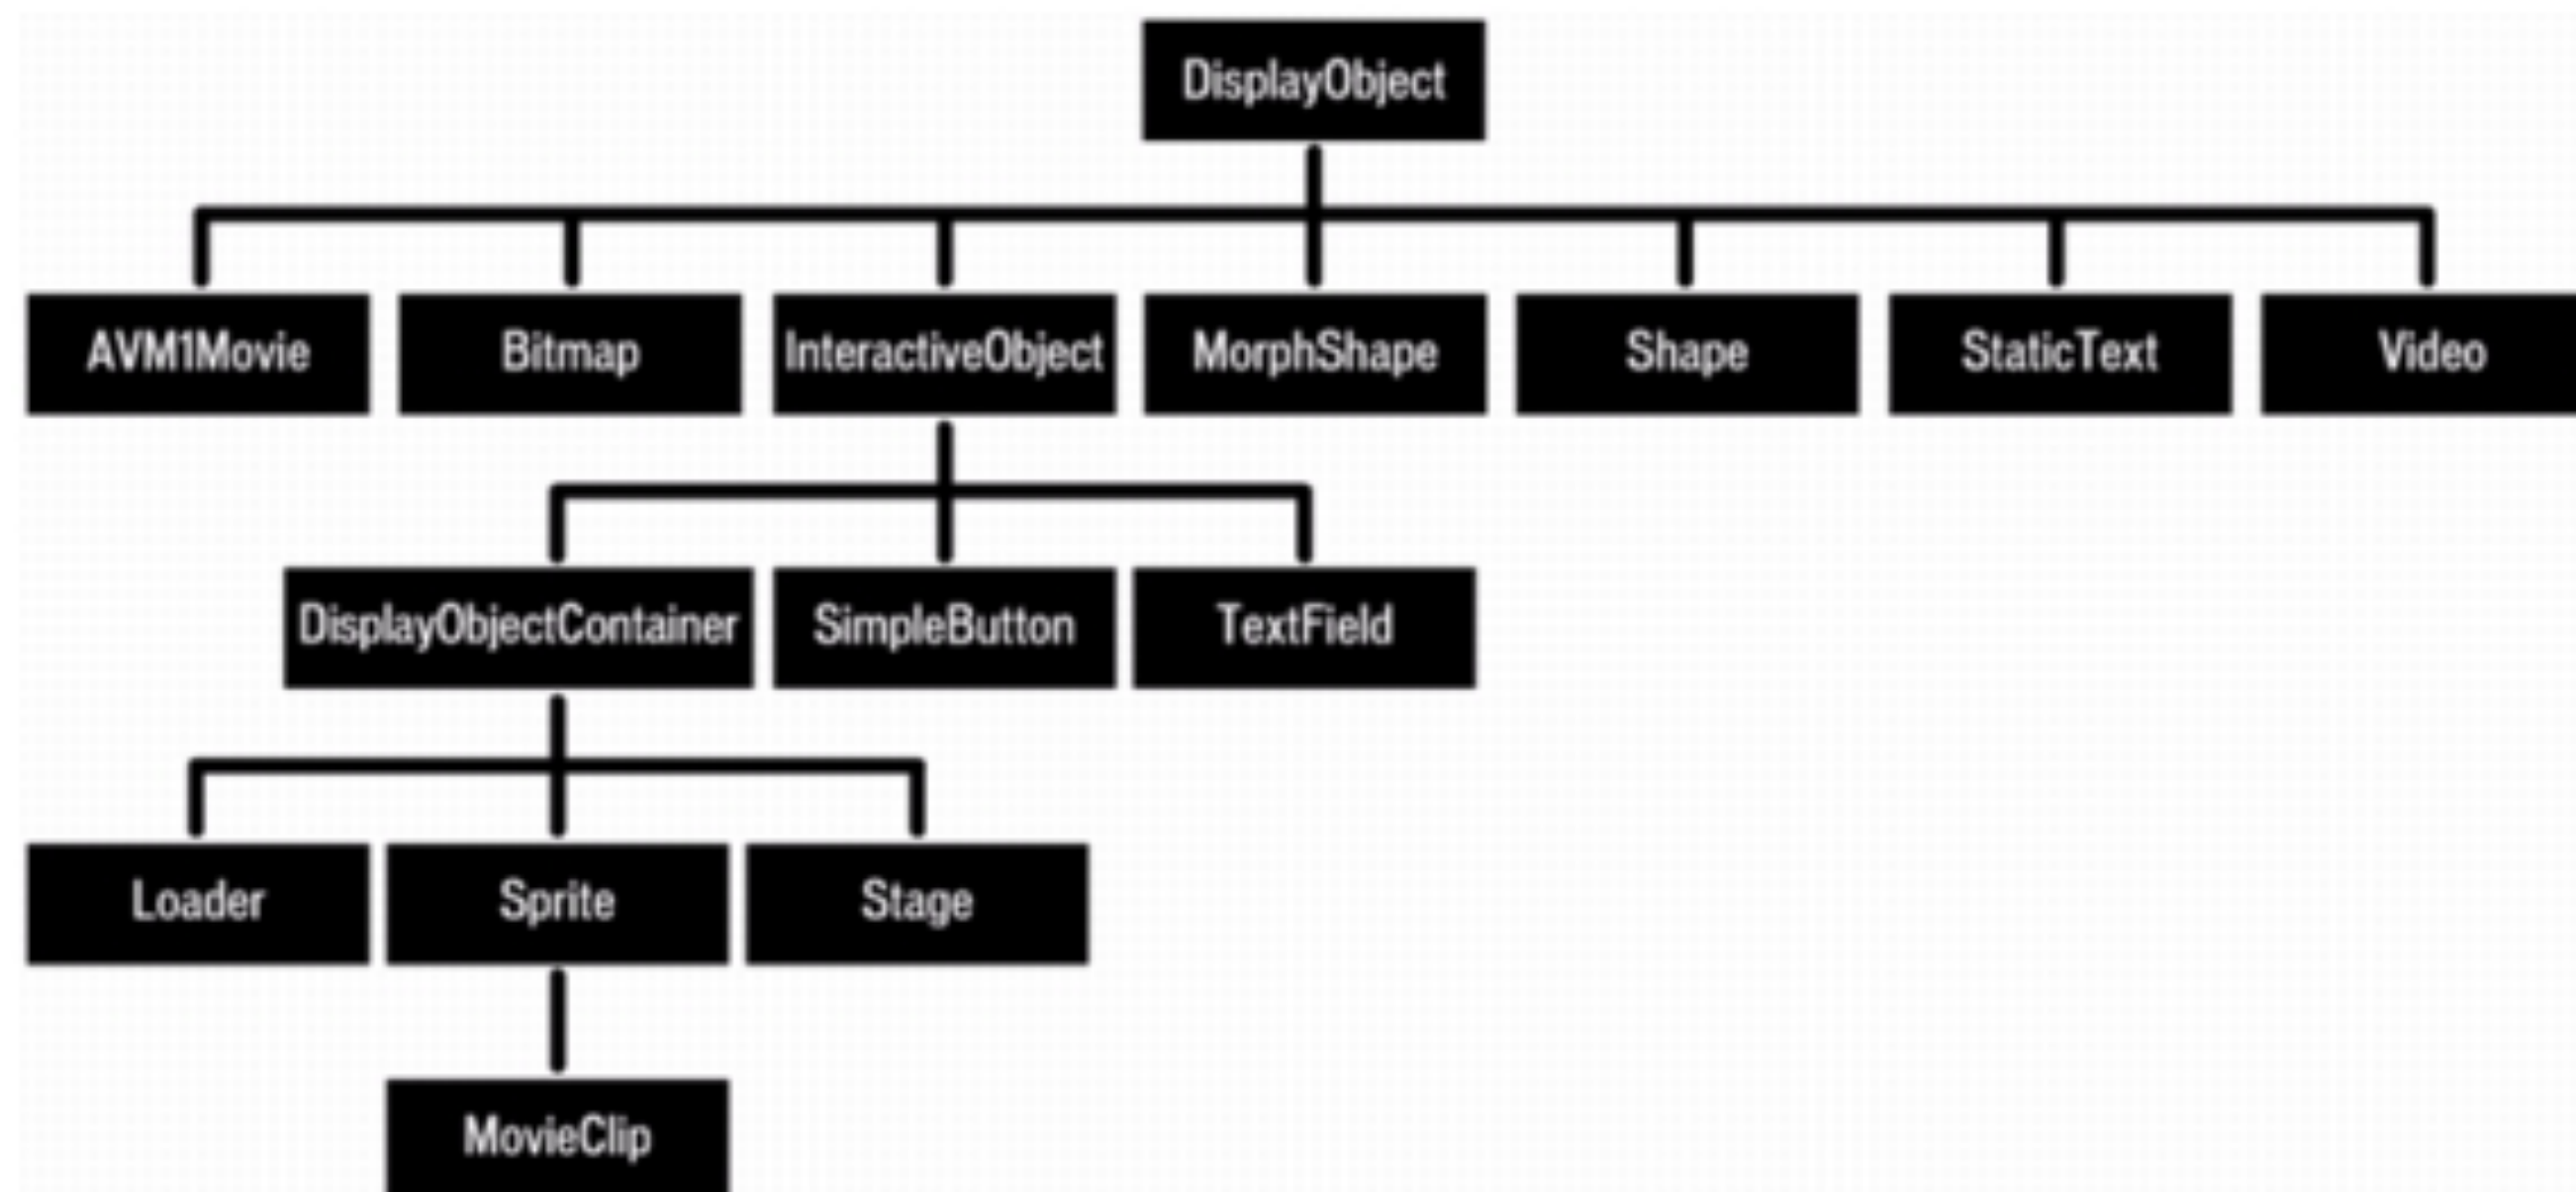 DisplayObject
AVM1Movie
Bitmap
InteractiveObject
MorphShape
Shape
StaticText
Video
DisplayObjectContainer
SimpleButton
TextField
Loader
Sprite
Stage
MovieClip